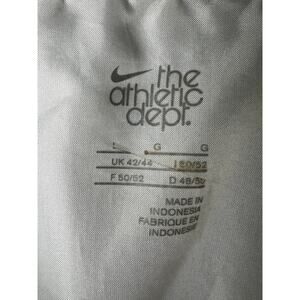 the
athletic
dept.
G G
UK 42/44 I 50/52
F 50/52 D 48/50
MADE IN
INDONESIA
FABRIQUE EN
INDONESIE